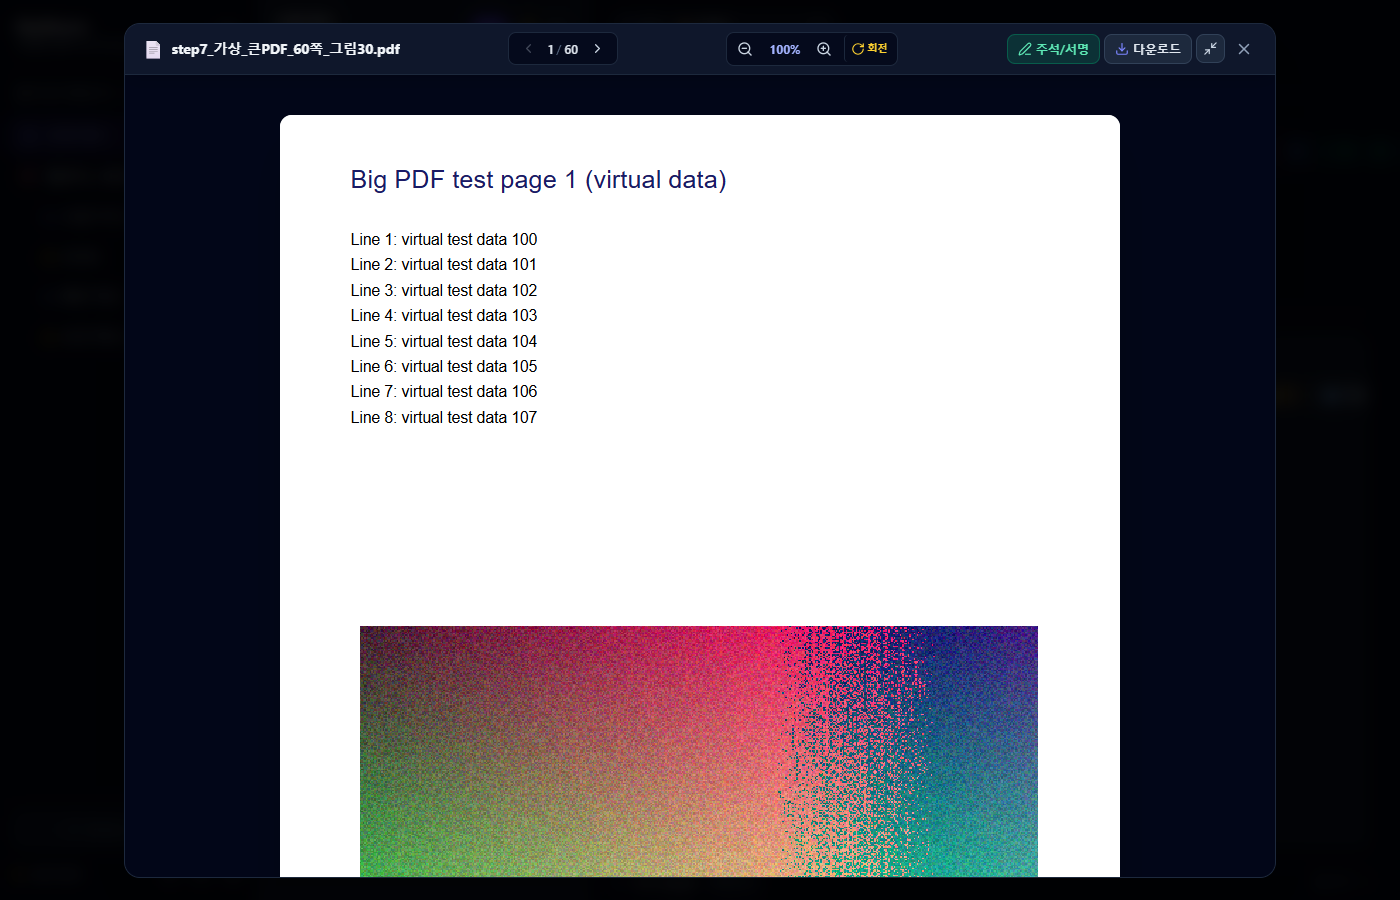 step7_가상_큰PDF_60쪽_그림30.pdf
1 / 60
100%
회전
주석/서명
다운로드
Big PDF test page 1 (virtual data)
Line 1: virtual test data 100
Line 2: virtual test data 101
Line 3: virtual test data 102
Line 4: virtual test data 103
Line 5: virtual test data 104
Line 6: virtual test data 105
Line 7: virtual test data 106
Line 8: virtual test data 107